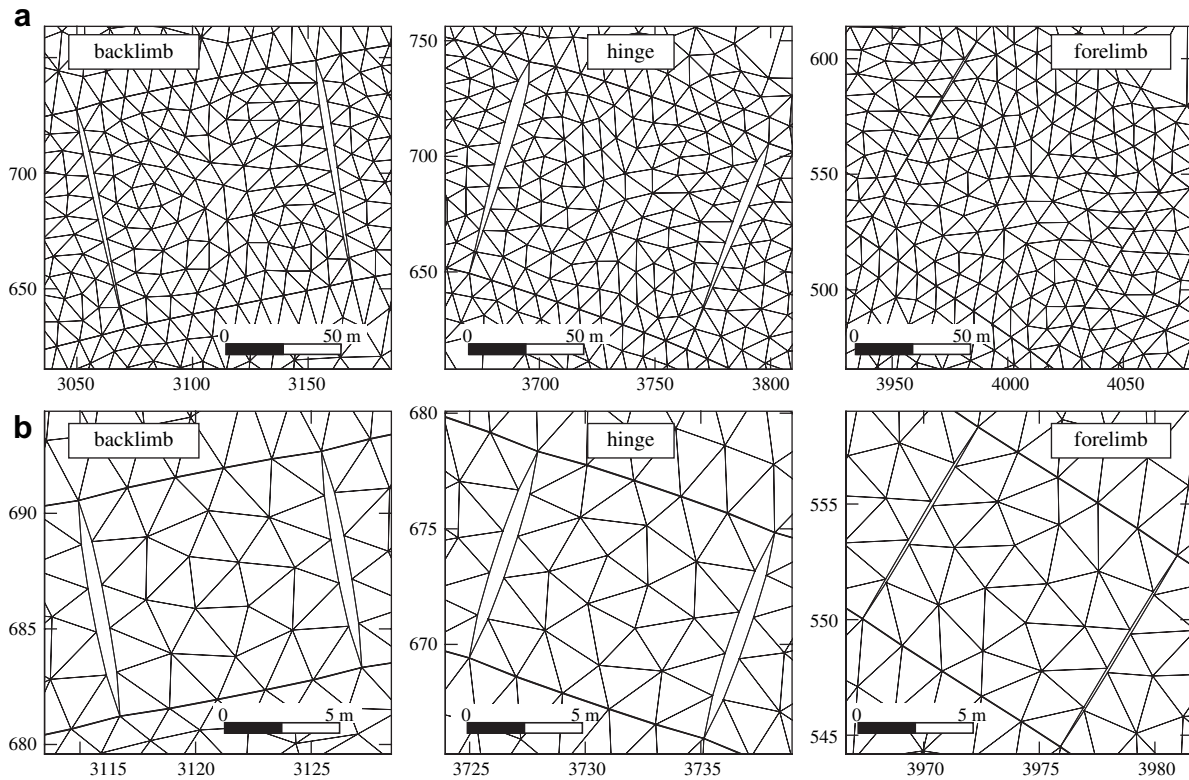 a
backlimb
hinge
forelimb
750
600
700
700
550
650
650
500
0 50 m
0 50 m
0 50 m
3050 3100 3150
3700 3750 3800
3950 4000 4050
b
backlimb
hinge
forelimb
680
690
675
555
685
670
550
680
545
0 5 m
0 5 m
0 5 m
3115 3120 3125
3725 3730 3735
3970 3975 3980